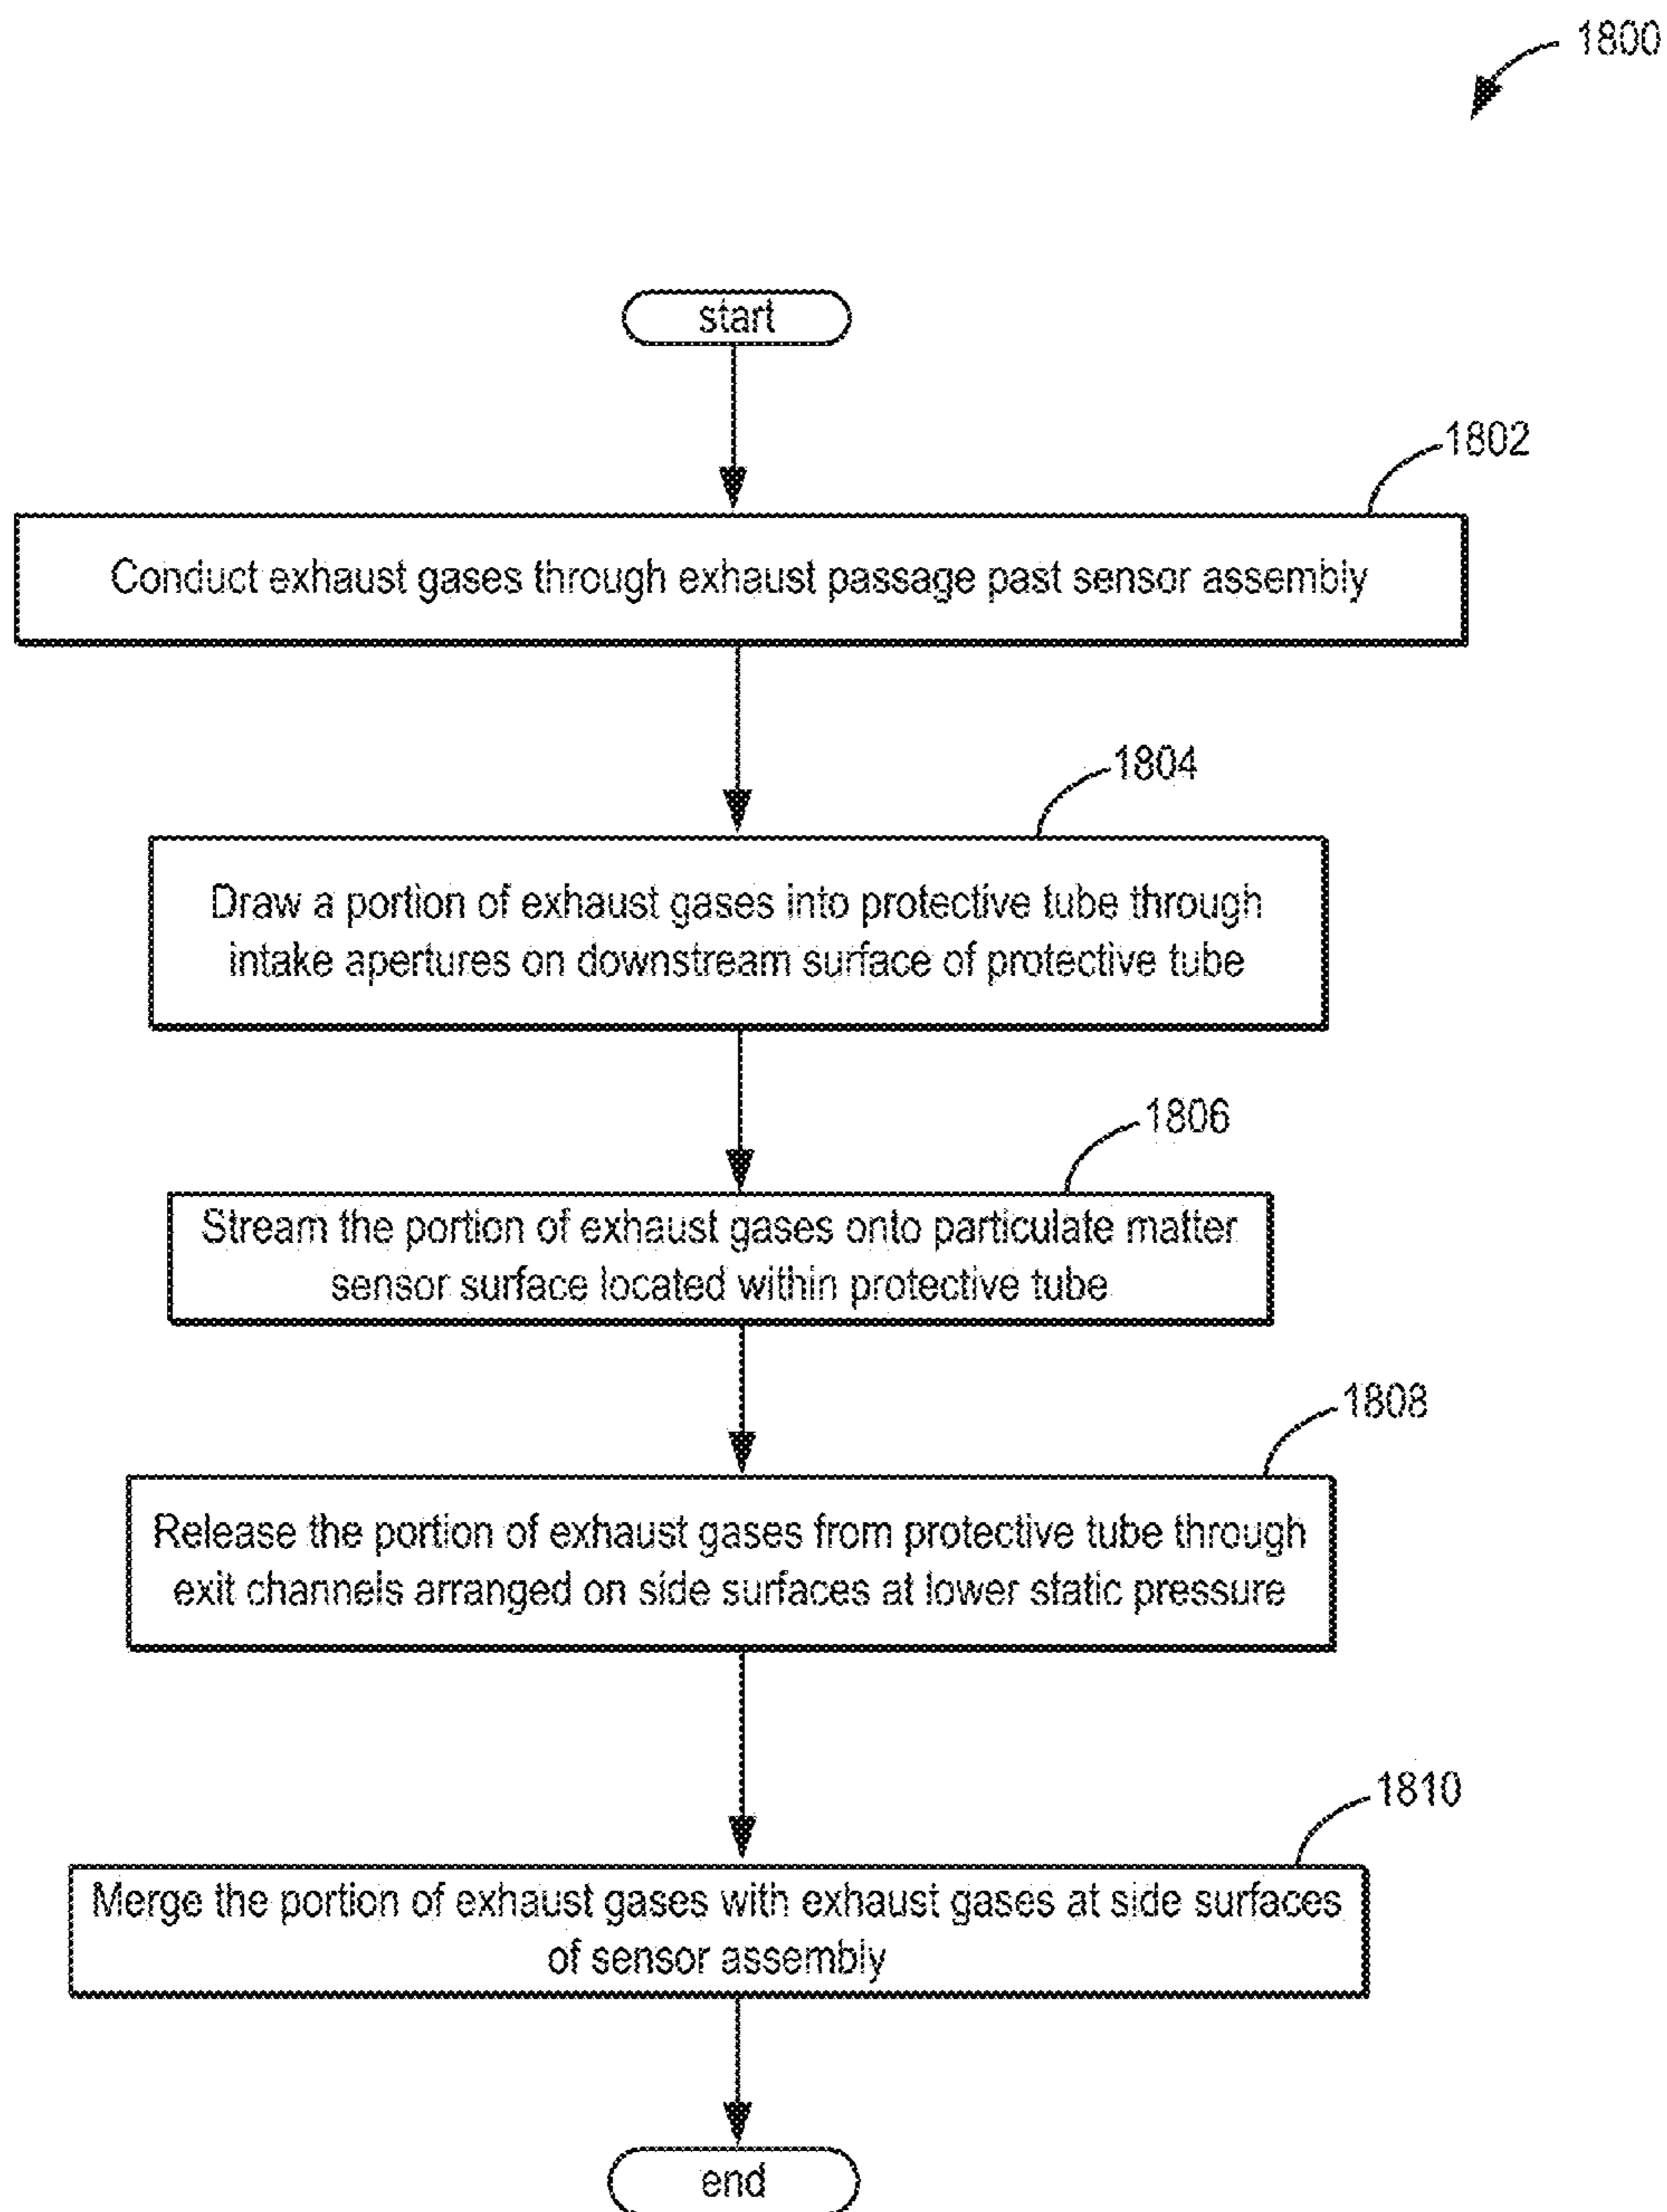 1800
start
1802
Conduct exhaust gases through exhaust passage past sensor assembly
1804
Draw a portion of exhaust gases into protective tube through
intake apertures on downstream surface of protective tube
1806
Stream the portion of exhaust gases onto particulate matter
sensor surface located within protective tube
1808
Release the portion of exhaust gases from protective tube through
exit channels arranged on side surfaces at lower static pressure
1810
Merge the portion of exhaust gases with exhaust gases at side surfaces
of sensor assembly
end